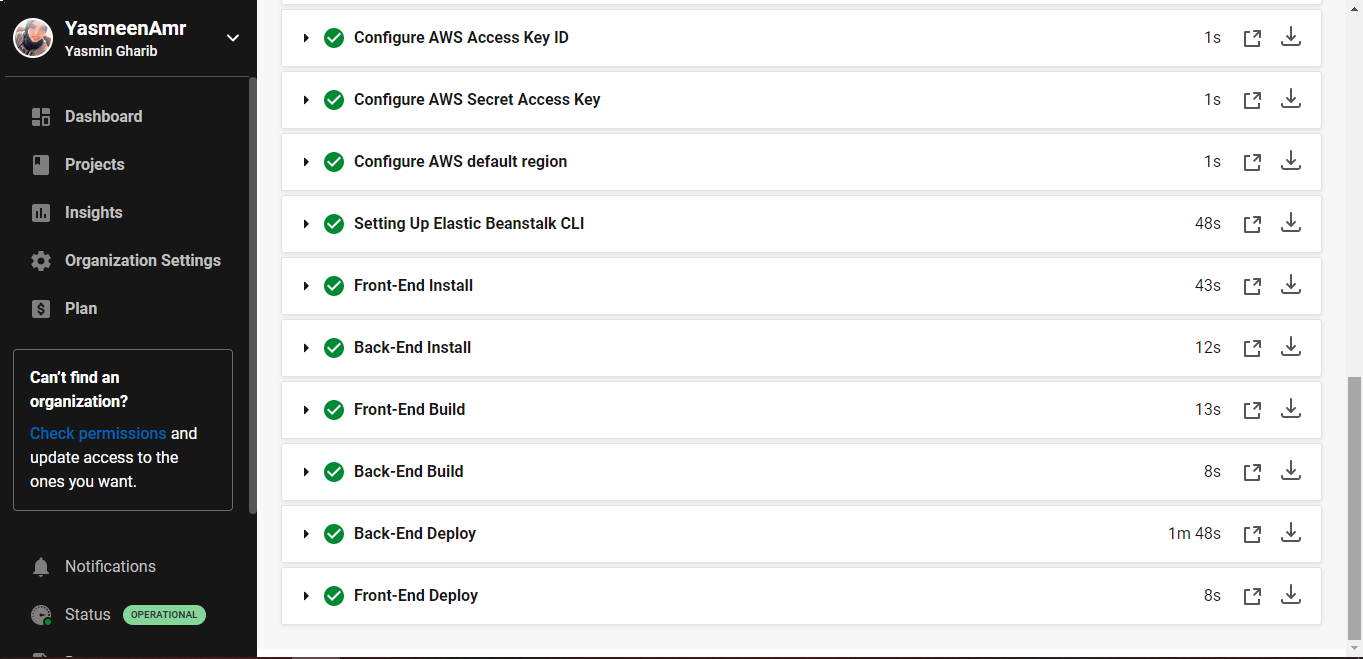 YasmeenAmr
Yasmin Gharib
Dashboard
Projects
Insights
Organization Settings
Plan
Can't find an
organization?
Check permissions and
update access to the
ones you want.
Notifications
Status OPERATIONAL
Configure AWS Access Key ID 1s
Configure AWS Secret Access Key 1s
Configure AWS default region 1s
Setting Up Elastic Beanstalk CLI 48s
Front-End Install 43s
Back-End Install 12s
Front-End Build 13s
Back-End Build 8s
Back-End Deploy 1m 48s
Front-End Deploy 8s